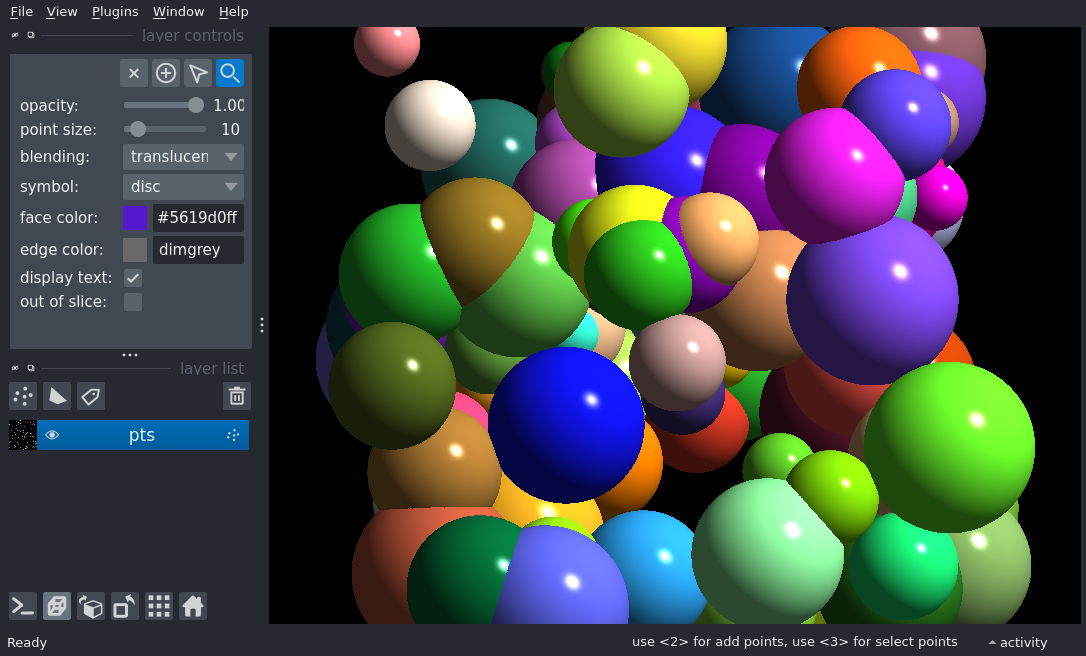 File View Plugins Window Help
layer controls
opacity: 1.00
point size: 10
blending: translucen
symbol: disc
face color: #5619d0ff
edge color: dimgrey
display text:
out of slice:
layer list
pts
Ready
use <2> for add points, use <3> for select points
activity